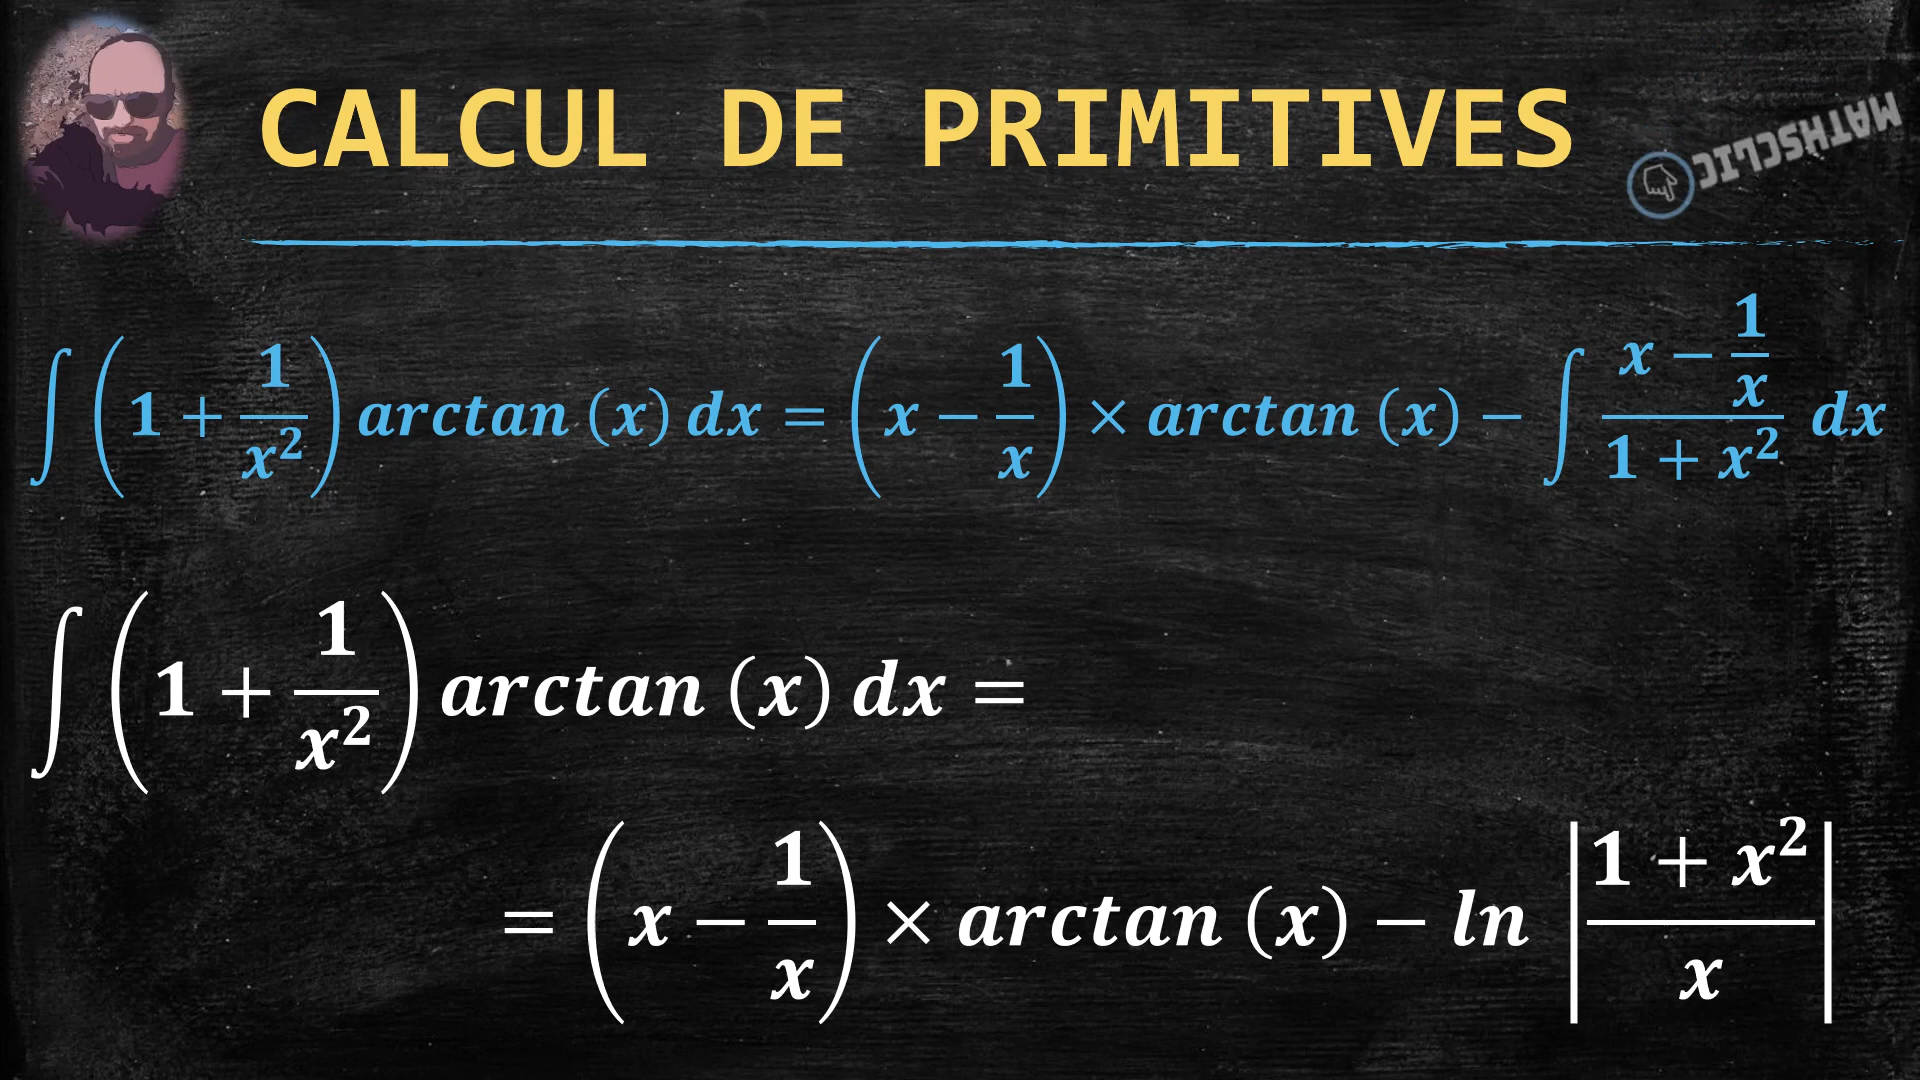 CALCUL DE PRIMITIVES
MATHSCLIC
∫ (1 + 1/x²) arctan (x) dx = (x − 1/x) × arctan (x) − ∫ (x − 1/x)/(1 + x²) dx
∫ (1 + 1/x²) arctan (x) dx =
= (x − 1/x) × arctan (x) − ln |(1 + x²)/x|